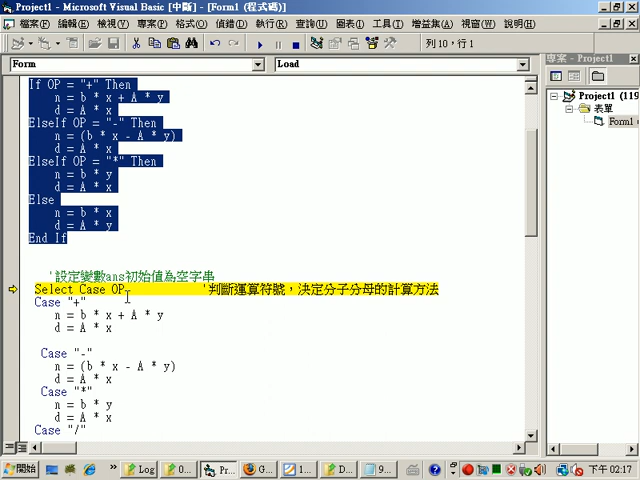 Project1 - Microsoft Visual Basic [中斷] - [Form1 (程式碼)]
檔案(F) 編輯(E) 檢視(V) 專案(P) 格式(O) 偵錯(D) 執行(R) 查詢(U) 圖表(I) 工具(T) 增益集(A) 視窗(W) 說明(H)
列 10, 行 1
專案 - Project1
Form
Load
Project1 (119
表單
Form1
If OP = "+" Then
n = b * x + A * y
d = A * x
ElseIf OP = "-" Then
n = (b * x - A * y)
d = A * x
ElseIf OP = "*" Then
n = b * y
d = A * x
Else
n = b * x
d = A * y
End If
'設定變數ans初始值為空字串
Select Case OP '判斷運算符號，決定分子分母的計算方法
Case "+"
n = b * x + A * y
d = A * x
Case "-"
n = (b * x - A * y)
d = A * x
Case "*"
n = b * y
d = A * x
Case "/"
開始 » Log 0... Pr... G... 1... D... 9... 下午 02:17